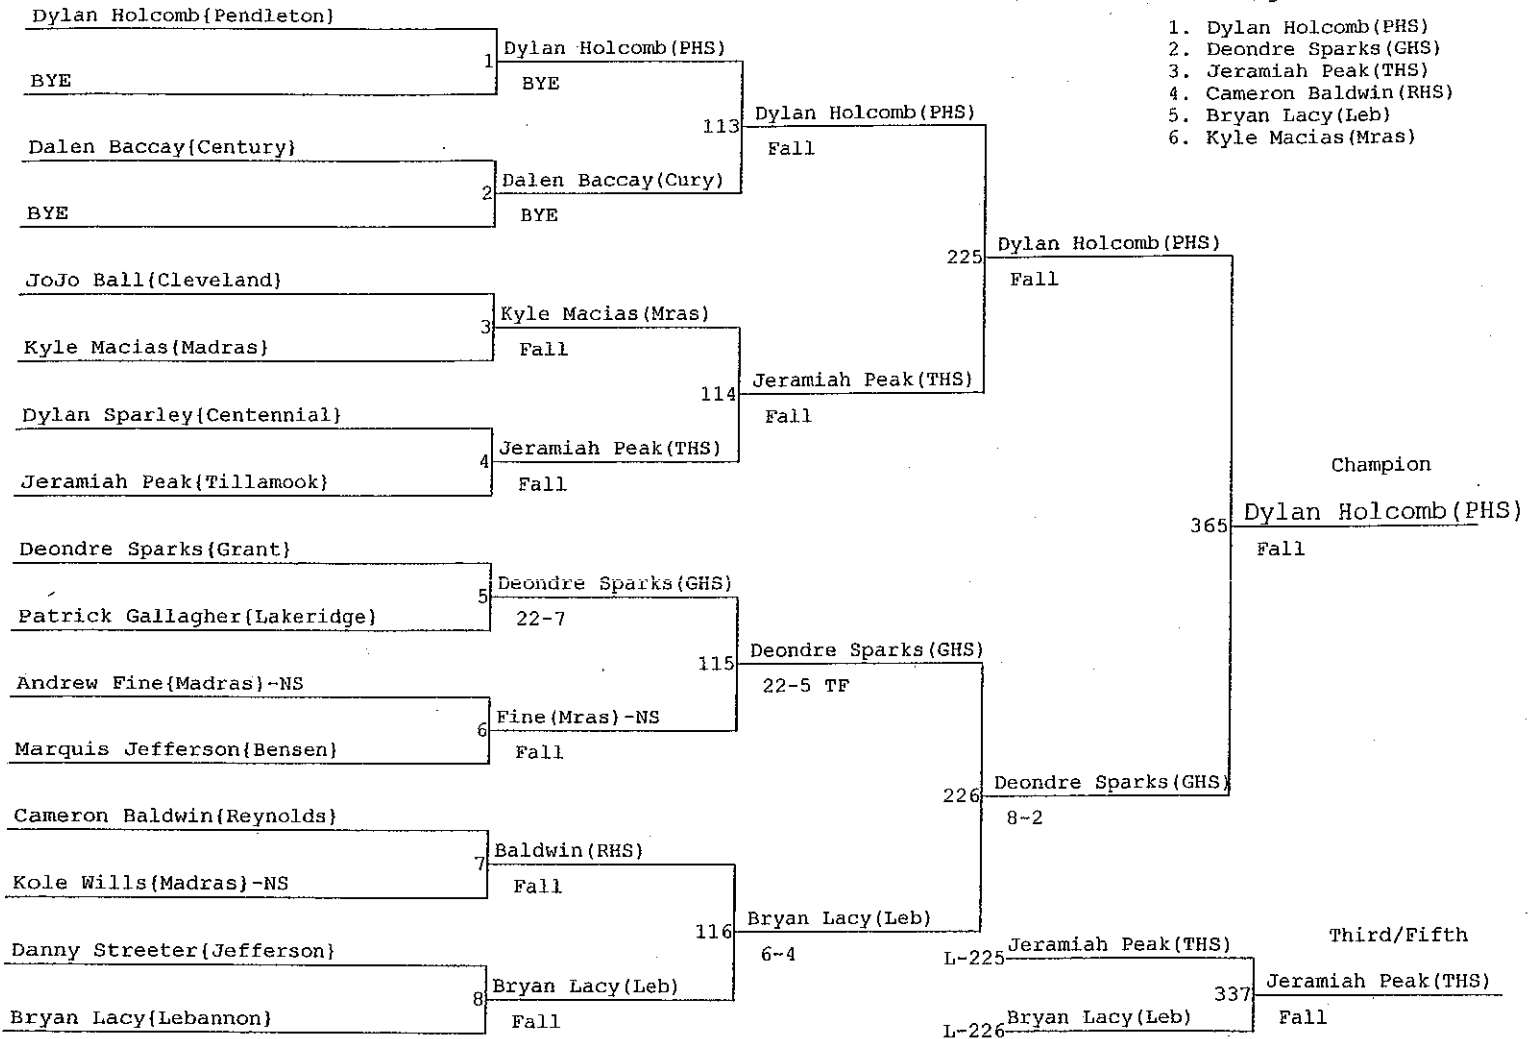 Dylan Holcomb{Pendleton}
1
Dylan Holcomb(PHS)
BYE
BYE
113
Dylan Holcomb(PHS)
Fall
Dalen Baccay{Century}
2
Dalen Baccay(Cury)
BYE
BYE
225
Dylan Holcomb(PHS)
Fall
JoJo Ball{Cleveland}
3
Kyle Macias(Mras)
Fall
Kyle Macias{Madras}
114
Jeramiah Peak(THS)
Fall
Dylan Sparley{Centennial}
4
Jeramiah Peak(THS)
Fall
Jeramiah Peak{Tillamook}
Champion
365
Dylan Holcomb(PHS)
Fall
Deondre Sparks{Grant}
5
Deondre Sparks(GHS)
22-7
Patrick Gallagher{Lakeridge}
115
Deondre Sparks(GHS)
22-5 TF
Andrew Fine{Madras}-NS
6
Fine(Mras)-NS
Fall
Marquis Jefferson{Bensen}
226
Deondre Sparks(GHS)
8-2
Cameron Baldwin{Reynolds}
7
Baldwin(RHS)
Fall
Kole Wills{Madras}-NS
116
Bryan Lacy(Leb)
6-4
Danny Streeter{Jefferson}
8
Bryan Lacy(Leb)
Fall
Bryan Lacy{Lebannon}
Third/Fifth
L-225
Jeramiah Peak(THS)
337
Jeramiah Peak(THS)
Fall
L-226
Bryan Lacy(Leb)
1. Dylan Holcomb(PHS)
2. Deondre Sparks(GHS)
3. Jeramiah Peak(THS)
4. Cameron Baldwin(RHS)
5. Bryan Lacy(Leb)
6. Kyle Macias(Mras)